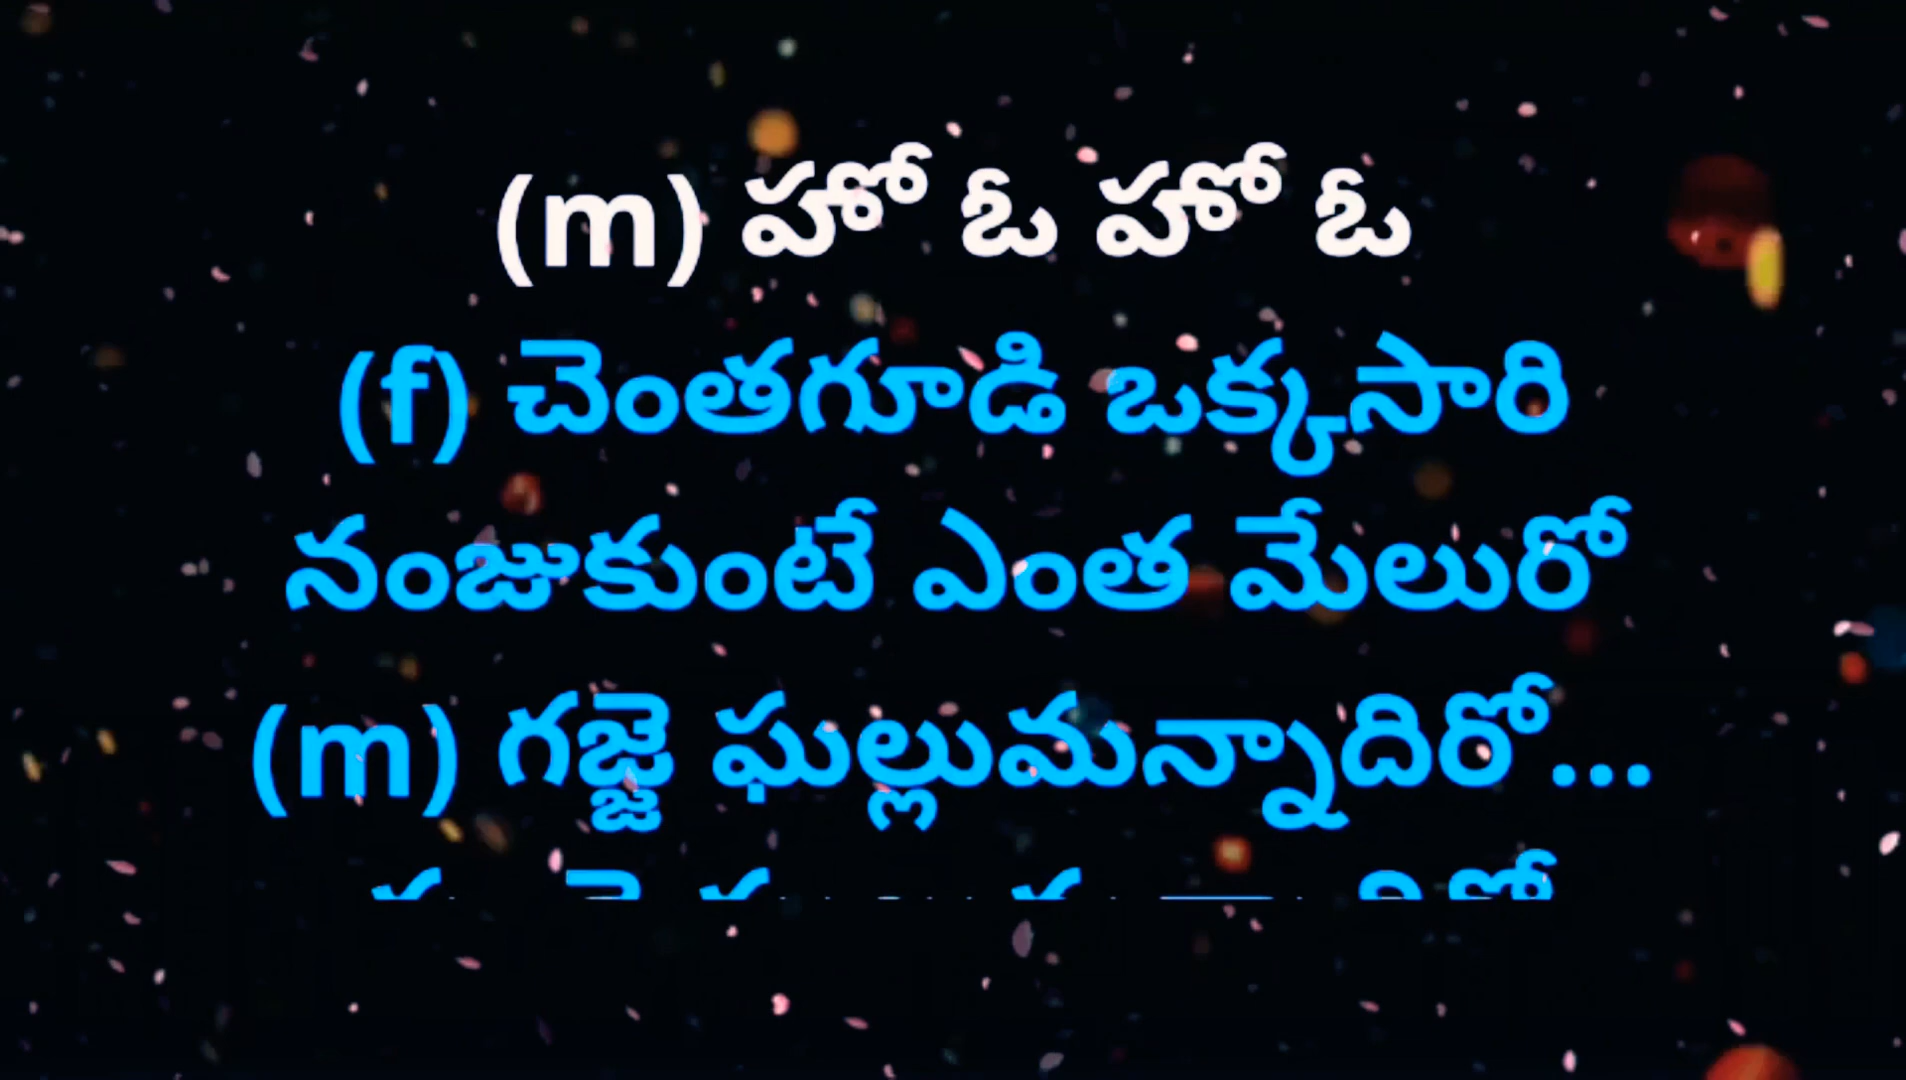 (m) హో ఓ హో ఓ
(f) చెంతగూడి ఒక్కసారి
నంజుకుంటే ఎంత మేలురో
(m) గజ్జె ఘల్లుమన్నాదిరో...